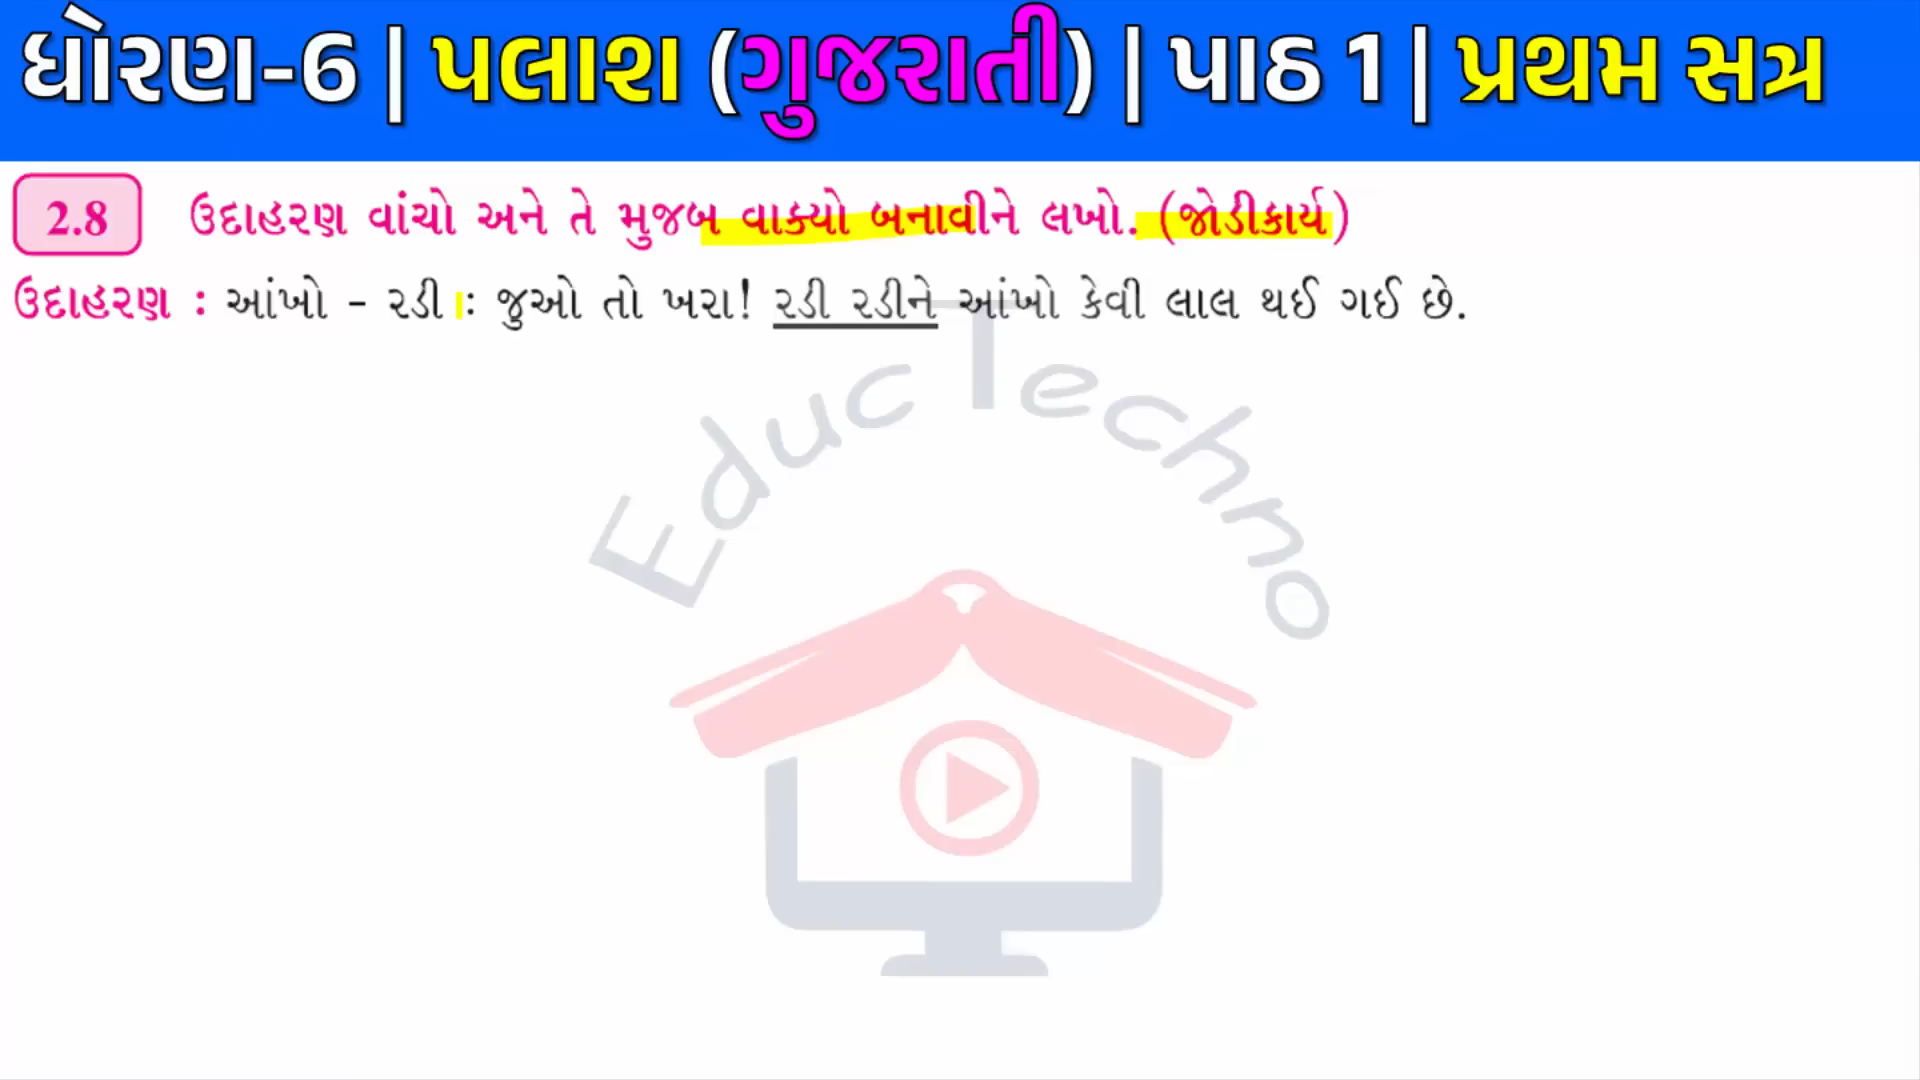 ધોરણ-6 | પલાશ (ગુજરાતી) | પાઠ 1 | પ્રથમ સત્ર
2.8 ઉદાહરણ વાંચો અને તે મુજબ વાક્યો બનાવીને લખો. (જોડીકાર્ય)
ઉદાહરણ : આંખો - રડી : જુઓ તો ખરા! રડી રડીને આંખો કેવી લાલ થઈ ગઈ છે.
EducTechno